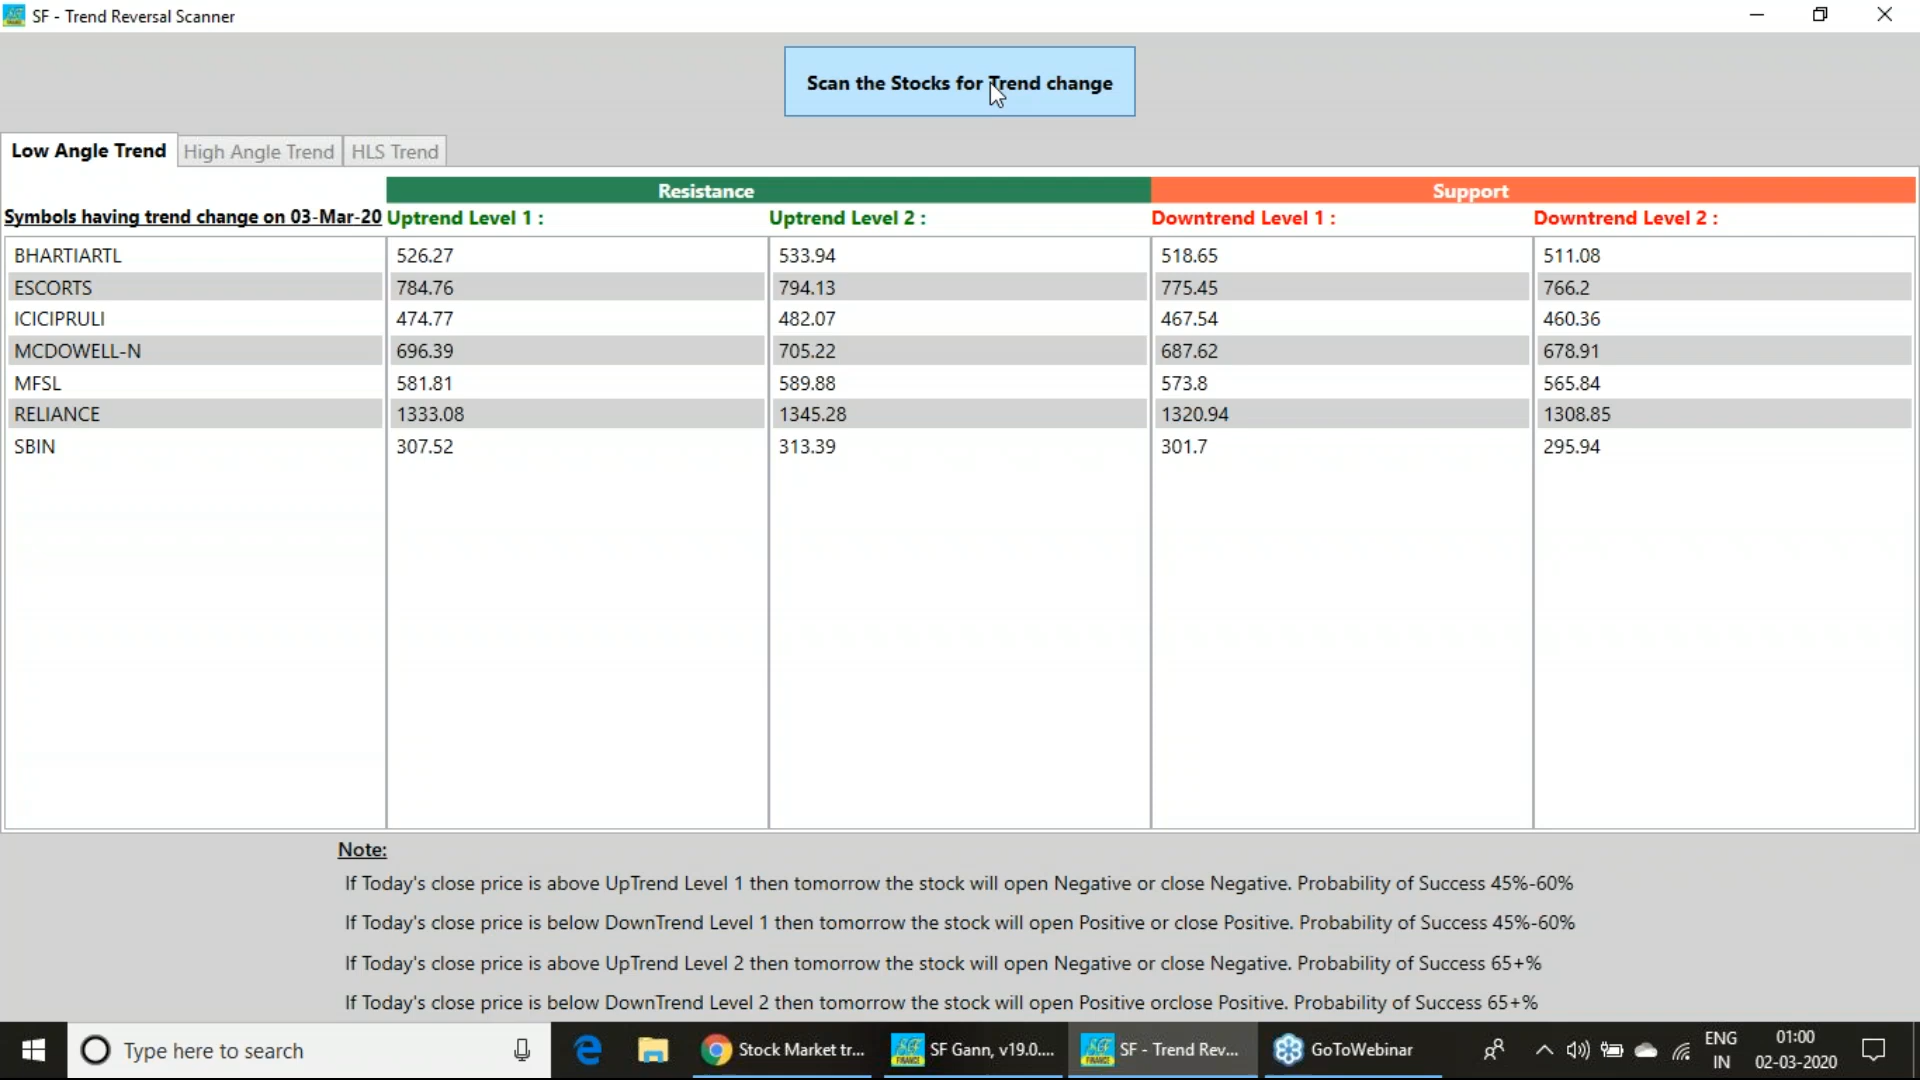 SF - Trend Reversal Scanner
Scan the Stocks for Trend change
Low Angle Trend High Angle Trend HLS Trend
Resistance Support
Symbols having trend change on 03-Mar-20 Uptrend Level 1 : Uptrend Level 2 : Downtrend Level 1 : Downtrend Level 2 :
BHARTIARTL 526.27 533.94 518.65 511.08
ESCORTS 784.76 794.13 775.45 766.2
ICICIPRULI 474.77 482.07 467.54 460.36
MCDOWELL-N 696.39 705.22 687.62 678.91
MFSL 581.81 589.88 573.8 565.84
RELIANCE 1333.08 1345.28 1320.94 1308.85
SBIN 307.52 313.39 301.7 295.94
Note:
If Today's close price is above UpTrend Level 1 then tomorrow the stock will open Negative or close Negative. Probability of Success 45%-60%
If Today's close price is below DownTrend Level 1 then tomorrow the stock will open Positive or close Positive. Probability of Success 45%-60%
If Today's close price is above UpTrend Level 2 then tomorrow the stock will open Negative or close Negative. Probability of Success 65+%
If Today's close price is below DownTrend Level 2 then tomorrow the stock will open Positive orclose Positive. Probability of Success 65+%
Type here to search Stock Market tr... SF Gann, v19.0.... SF - Trend Rev... GoToWebinar ENG 01:00
IN 02-03-2020